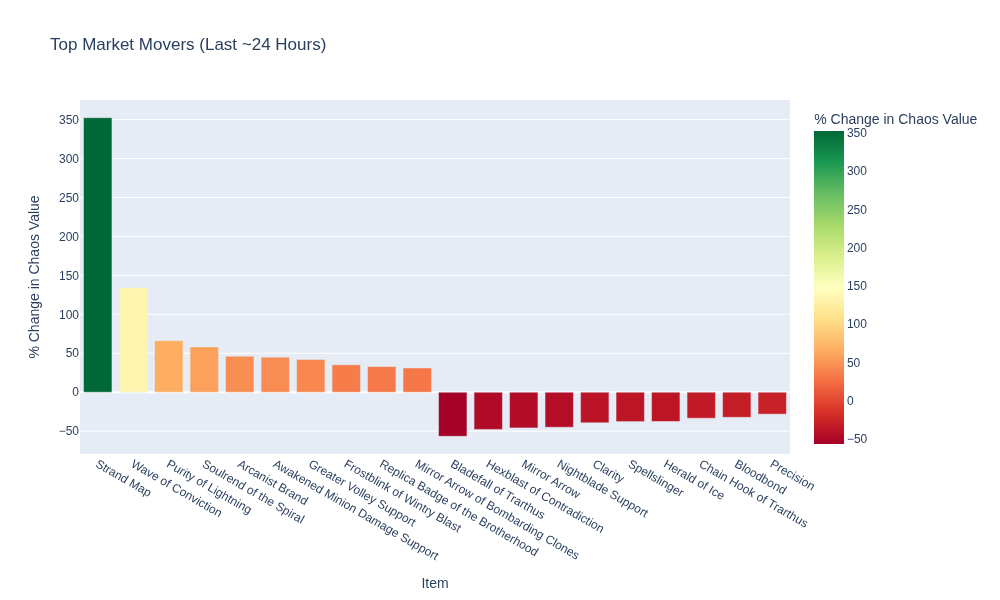 Top Market Movers (Last ~24 Hours)
% Change in Chaos Value
350
300
250
200
150
100
50
0
−50
Strand Map
Wave of Conviction
Purity of Lightning
Soulrend of the Spiral
Arcanist Brand
Awakened Minion Damage Support
Greater Volley Support
Frostblink of Wintry Blast
Replica Badge of the Brotherhood
Mirror Arrow of Bombarding Clones
Bladefall of Trarthus
Hexblast of Contradiction
Mirror Arrow
Nightblade Support
Clarity
Spellslinger
Herald of Ice
Chain Hook of Trarthus
Bloodbond
Precision
Item
% Change in Chaos Value
350
300
250
200
150
100
50
0
−50